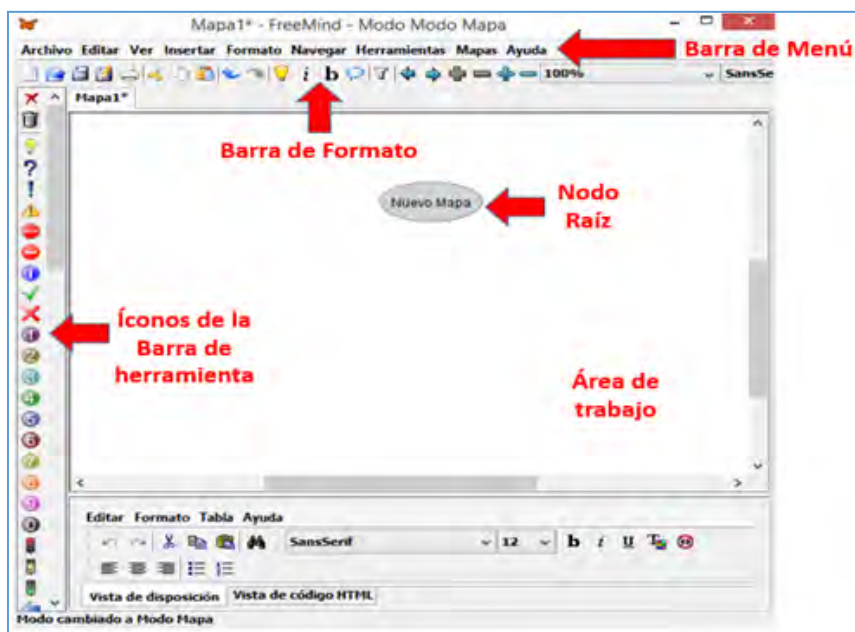 Mapa1* - FreeMind - Modo Modo Mapa
Archivo Editar Ver Insertar Formato Navegar Herramientas Mapas Ayuda
Barra de Menú
i b 100% SansSe
Mapa1*
Barra de Formato
Nuevo Mapa
Nodo
Raíz
Íconos de la
Barra de
herramienta
Área de
trabajo
Editar Formato Tabla Ayuda
SansSerif 12 b i U
Vista de disposición Vista de código HTML
Modo cambiado a Modo Mapa